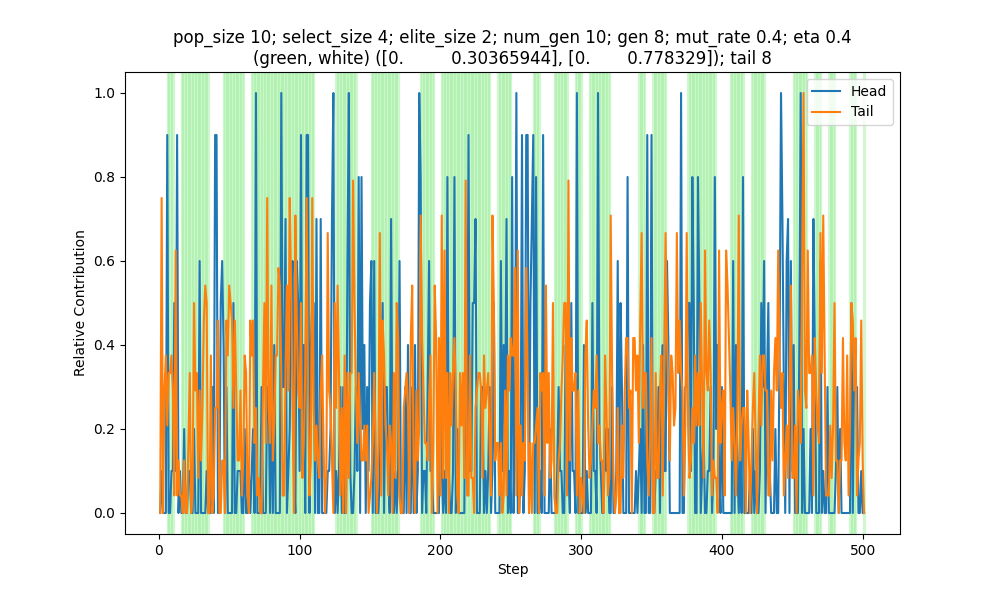 pop_size 10; select_size 4; elite_size 2; num_gen 10; gen 8; mut_rate 0.4; eta 0.4
(green, white) ([0. 0.30365944], [0. 0.778329]); tail 8
Head
Tail
1.0
0.8
0.6
0.4
0.2
0.0
Relative Contribution
0 100 200 300 400 500
Step